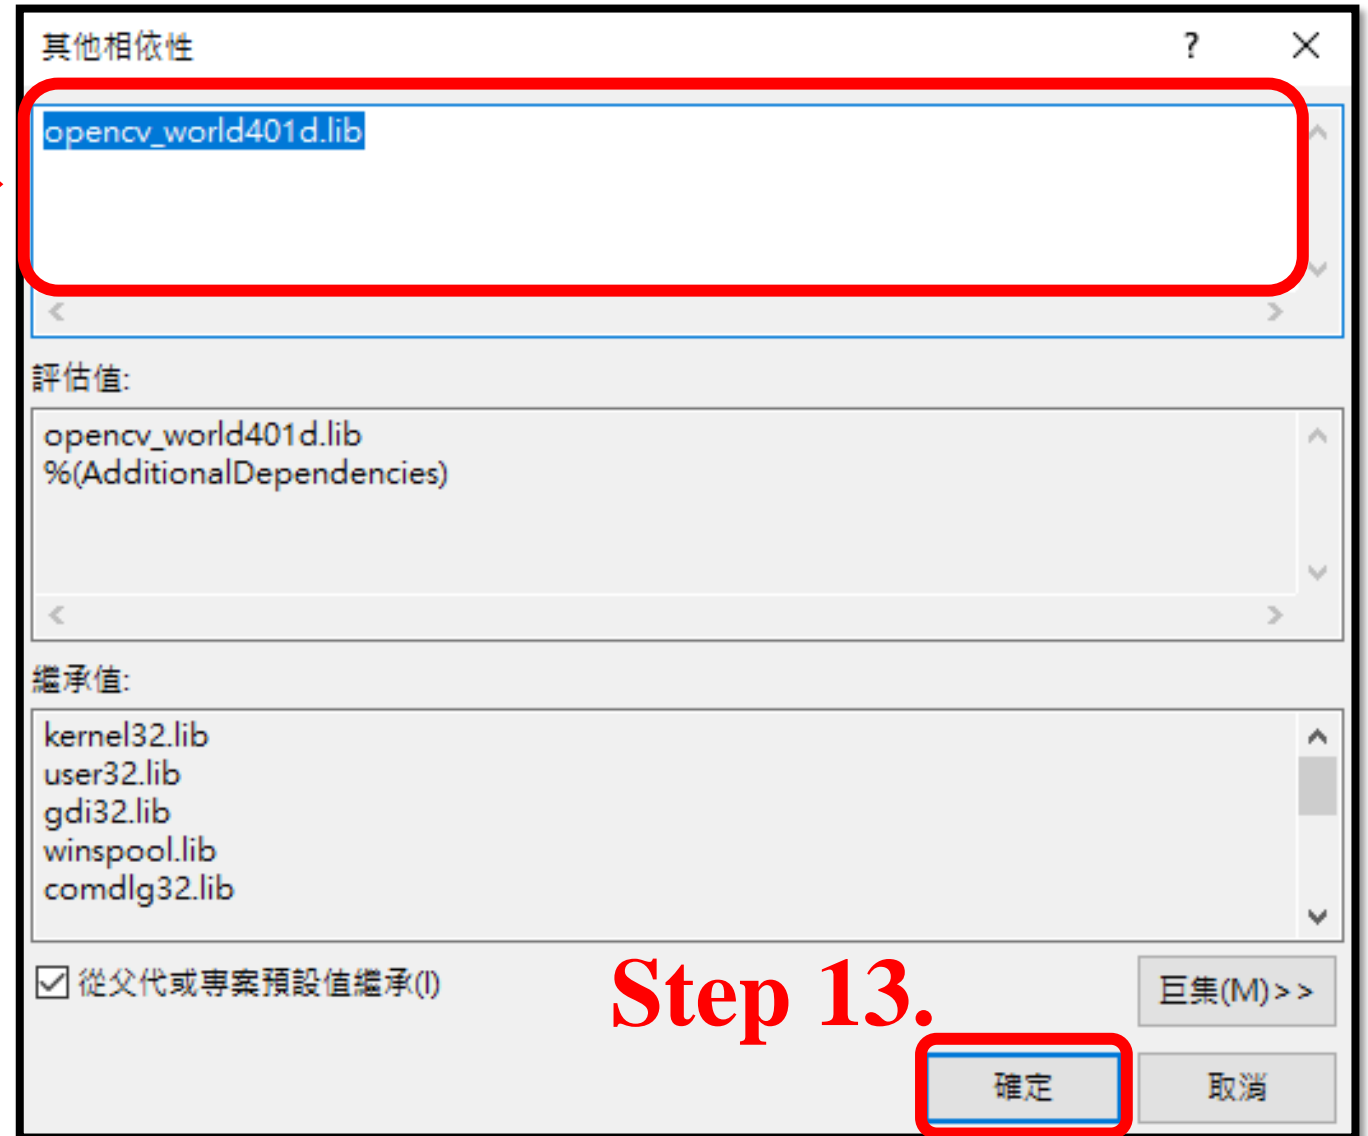 其他相依性
?
opencv_world401d.lib
評估值:
opencv_world401d.lib
%(AdditionalDependencies)
繼承值:
kernel32.lib
user32.lib
gdi32.lib
winspool.lib
comdlg32.lib
從父代或專案預設值繼承(I)
Step 13.
巨集(M)>>
確定
取消